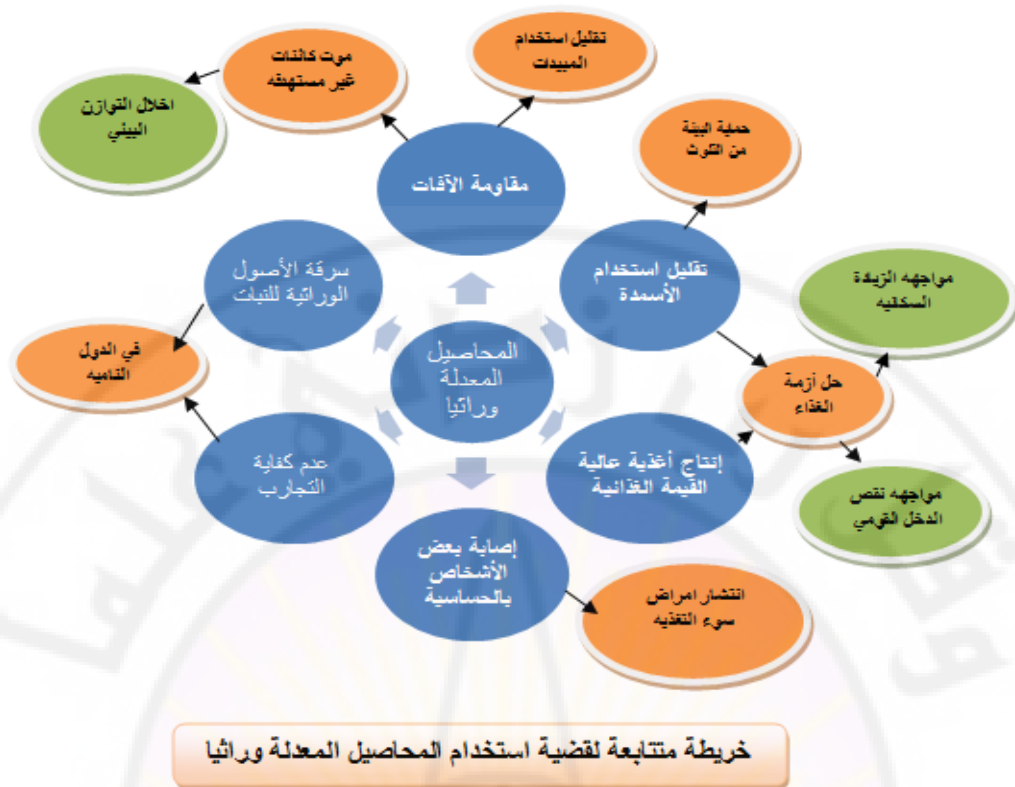 تقليل استخدام
المبيدات
موت كائنات
غير مستهدفه
اخلال التوازن
البيئي
مقاومة الآفات
حماية البيئة
من التلوث
تقليل استخدام
الأسمدة
سرقة الأصول
الوراثية للنبات
مواجهه الزيادة
السكانيه
في الدول
الناميه
المحاصيل
المعدلة
وراثيا
حل أزمة
الغذاء
عدم كفاية
التجارب
إنتاج أغذية عالية
القيمة الغذائية
مواجهه نقص
الدخل القومي
إصابة بعض
الأشخاص
بالحساسية
انتشار امراض
سوء التغذيه
خريطة متتابعة لقضية استخدام المحاصيل المعدلة وراثيا